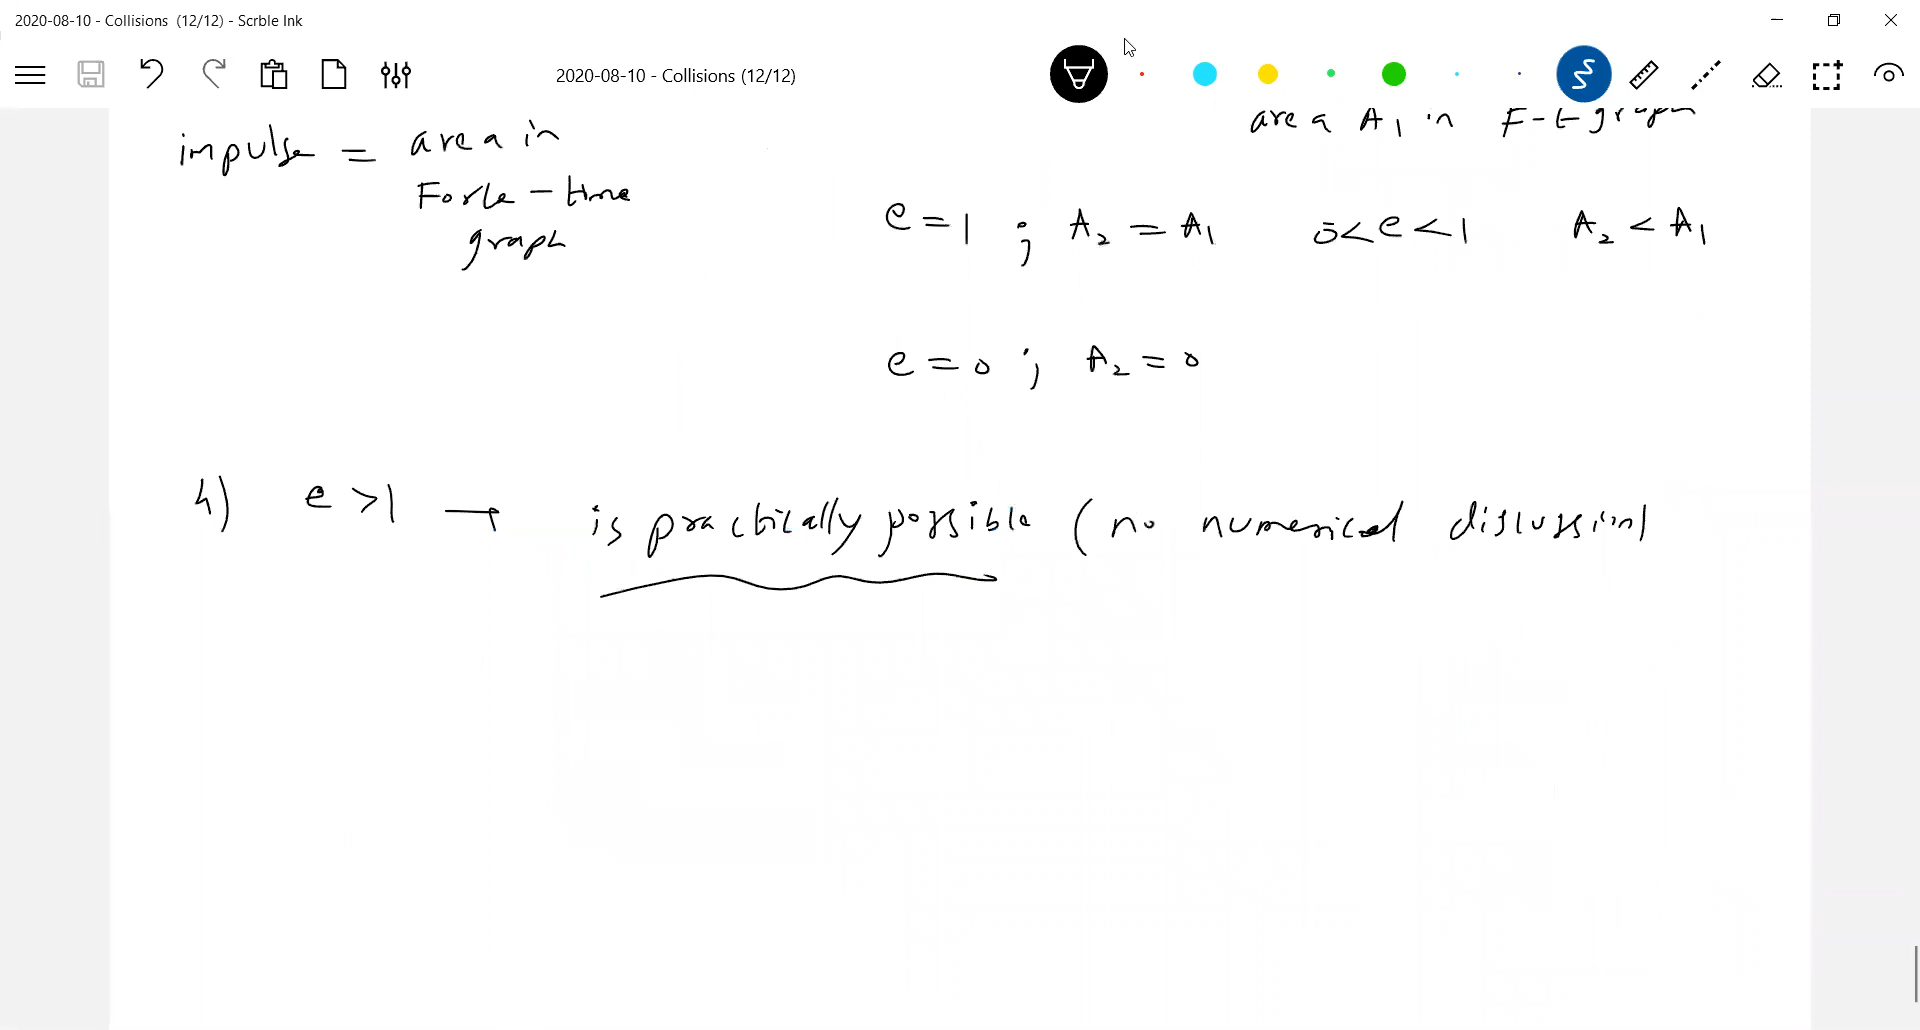 2020-08-10 - Collisions (12/12) - Scrble Ink
2020-08-10 - Collisions (12/12)
area A1 in F-t graph
impulse = area in
Force - time
graph
e = 1 ; A2 = A1 0 < e < 1 A2 < A1
e = 0 ; A2 = 0
4) e > 1 → is practically possible (no numerical discussion)